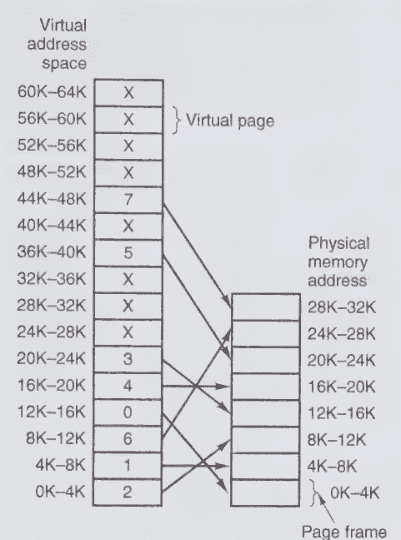 Virtual
address
space
60K–64K X
56K–60K X Virtual page
52K–56K X
48K–52K X
44K–48K 7
40K–44K X
36K–40K 5
32K–36K X
28K–32K X
24K–28K X
20K–24K 3
16K–20K 4
12K–16K 0
8K–12K 6
4K–8K 1
0K–4K 2
Physical
memory
address
28K–32K
24K–28K
20K–24K
16K–20K
12K–16K
8K–12K
4K–8K
0K–4K
Page frame